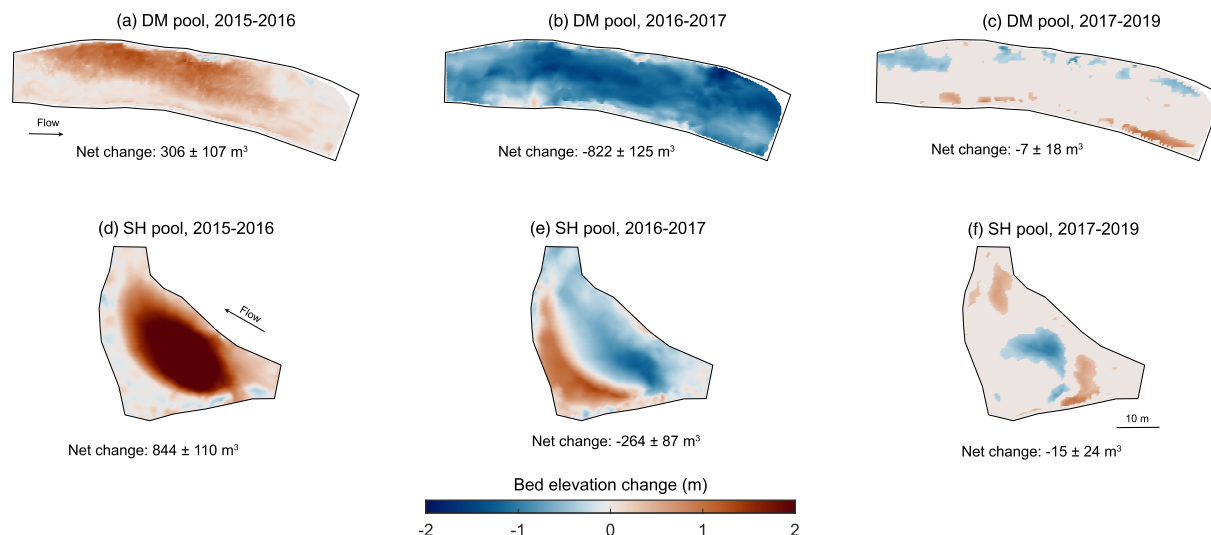 (a) DM pool, 2015-2016
(b) DM pool, 2016-2017
(c) DM pool, 2017-2019
Flow
Net change: 306 ± 107 m³
Net change: -822 ± 125 m³
Net change: -7 ± 18 m³
(d) SH pool, 2015-2016
(e) SH pool, 2016-2017
(f) SH pool, 2017-2019
Flow
10 m
Net change: 844 ± 110 m³
Net change: -264 ± 87 m³
Net change: -15 ± 24 m³
Bed elevation change (m)
-2 -1 0 1 2